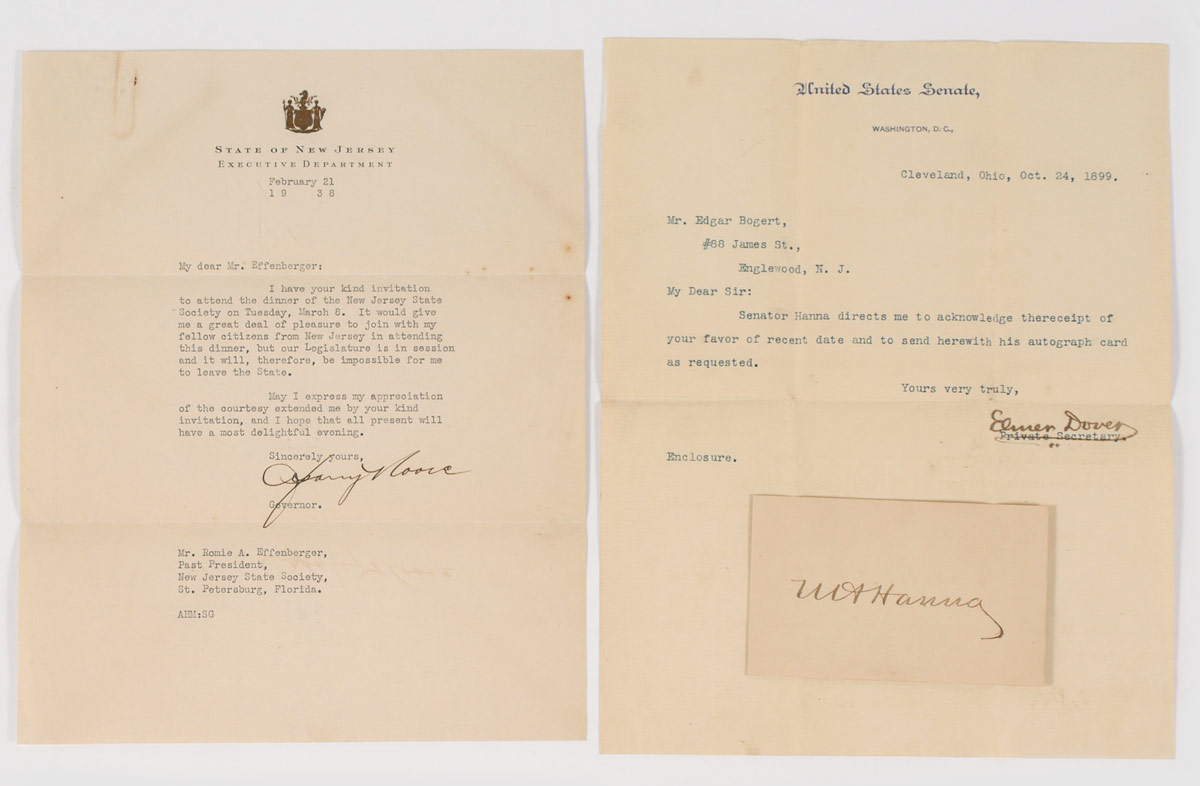 STATE OF NEW JERSEY
EXECUTIVE DEPARTMENT
February 21
19 38
My dear Mr. Effenberger:
I have your kind invitation
to attend the dinner of the New Jersey State
Society on Tuesday, March 8. It would give
me a great deal of pleasure to join with my
fellow citizens from New Jersey in attending
this dinner, but our Legislature is in session
and it will, therefore, be impossible for me
to leave the State.
May I express my appreciation
of the courtesy extended me by your kind
invitation, and I hope that all present will
have a most delightful evening.
Sincerely yours,
A Harry Moore
Governor.
Mr. Romie A. Effenberger,
Past President,
New Jersey State Society,
St. Petersburg, Florida.
AHM:SG
United States Senate,
WASHINGTON, D. C.,
Cleveland, Ohio, Oct. 24, 1899.
Mr. Edgar Bogert,
#88 James St.,
Englewood, N. J.
My Dear Sir:
Senator Hanna directs me to acknowledge thereceipt of
your favor of recent date and to send herewith his autograph card
as requested.
Yours very truly,
Elmer Dover
Private Secretary.
Enclosure.
M A Hanna